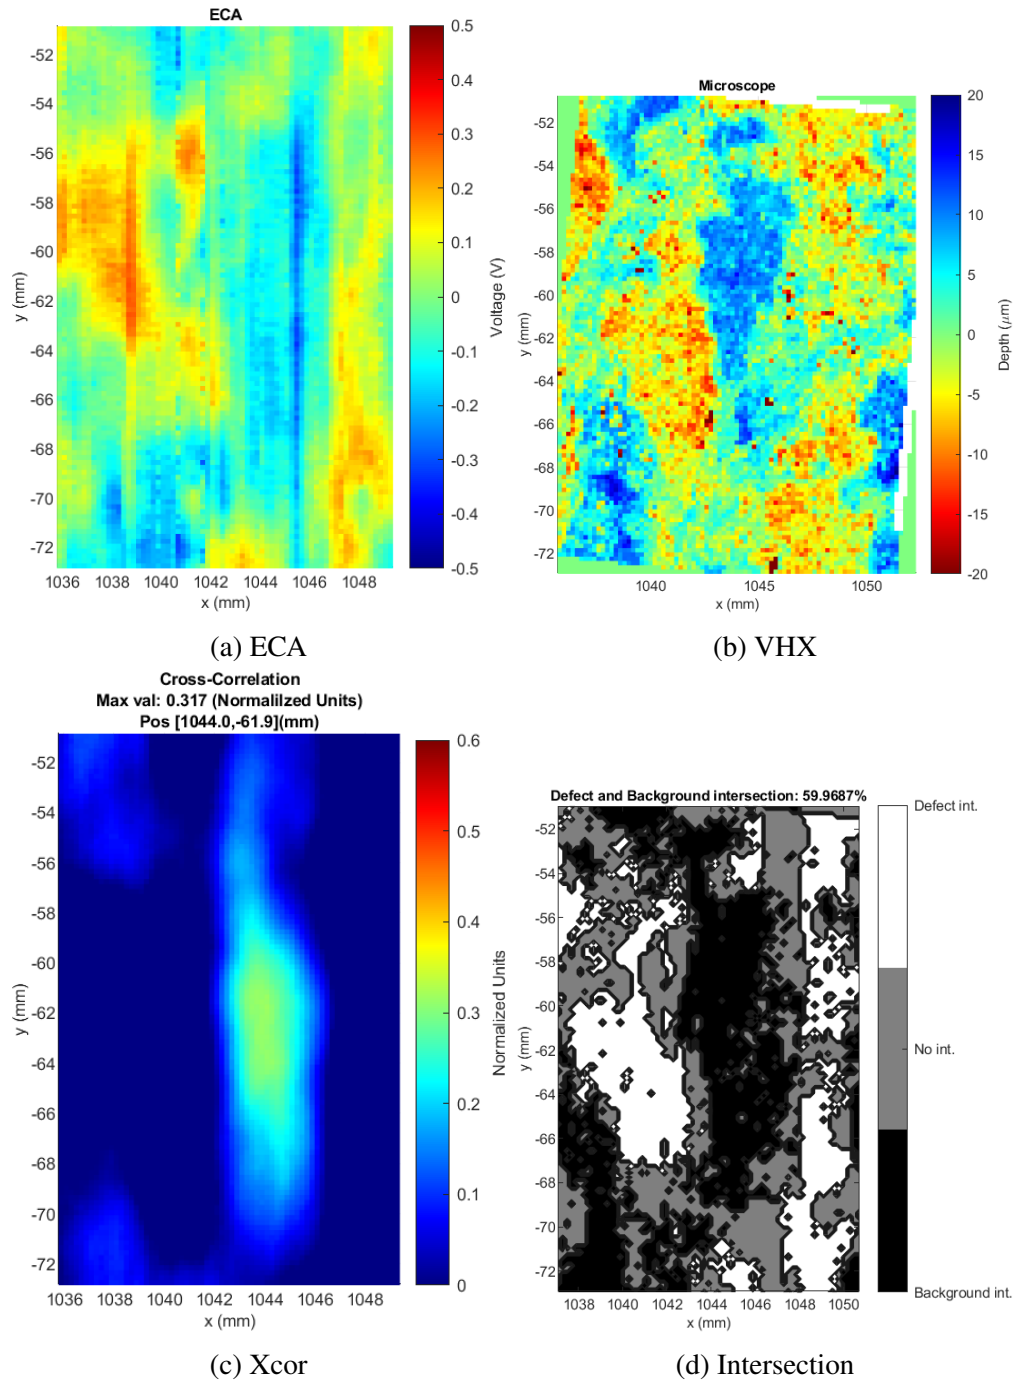 ECA
-52
-54
-56
-58
-60
-62
-64
-66
-68
-70
-72
y (mm)
1036 1038 1040 1042 1044 1046 1048
x (mm)
0.5
0.4
0.3
0.2
0.1
0
-0.1
-0.2
-0.3
-0.4
-0.5
Voltage (V)
(a) ECA
Microscope
-52
-54
-56
-58
-60
-62
-64
-66
-68
-70
-72
y (mm)
1040 1045 1050
x (mm)
20
15
10
5
0
-5
-10
-15
-20
Depth (μm)
(b) VHX
Cross-Correlation
Max val: 0.317 (Normalilzed Units)
Pos [1044.0,-61.9](mm)
-52
-54
-56
-58
-60
-62
-64
-66
-68
-70
-72
y (mm)
1036 1038 1040 1042 1044 1046 1048
x (mm)
0.6
0.5
0.4
0.3
0.2
0.1
0
Normalized Units
(c) Xcor
Defect and Background intersection: 59.9687%
-52
-54
-56
-58
-60
-62
-64
-66
-68
-70
-72
y (mm)
1038 1040 1042 1044 1046 1048 1050
x (mm)
Defect int.
No int.
Background int.
(d) Intersection